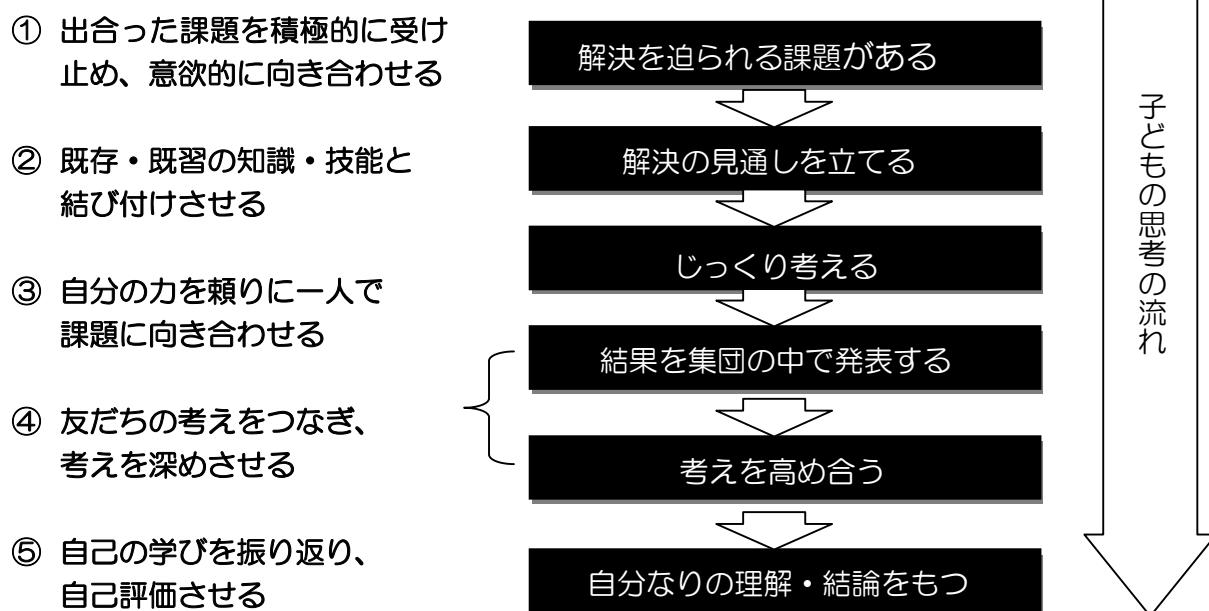 ① 出合った課題を積極的に受け
止め、意欲的に向き合わせる
② 既存・既習の知識・技能と
結び付けさせる
③ 自分の力を頼りに一人で
課題に向き合わせる
④ 友だちの考えをつなぎ、
考えを深めさせる
⑤ 自己の学びを振り返り、
自己評価させる
解決を迫られる課題がある
解決の見通しを立てる
じっくり考える
結果を集団の中で発表する
考えを高め合う
自分なりの理解・結論をもつ
子どもの思考の流れ